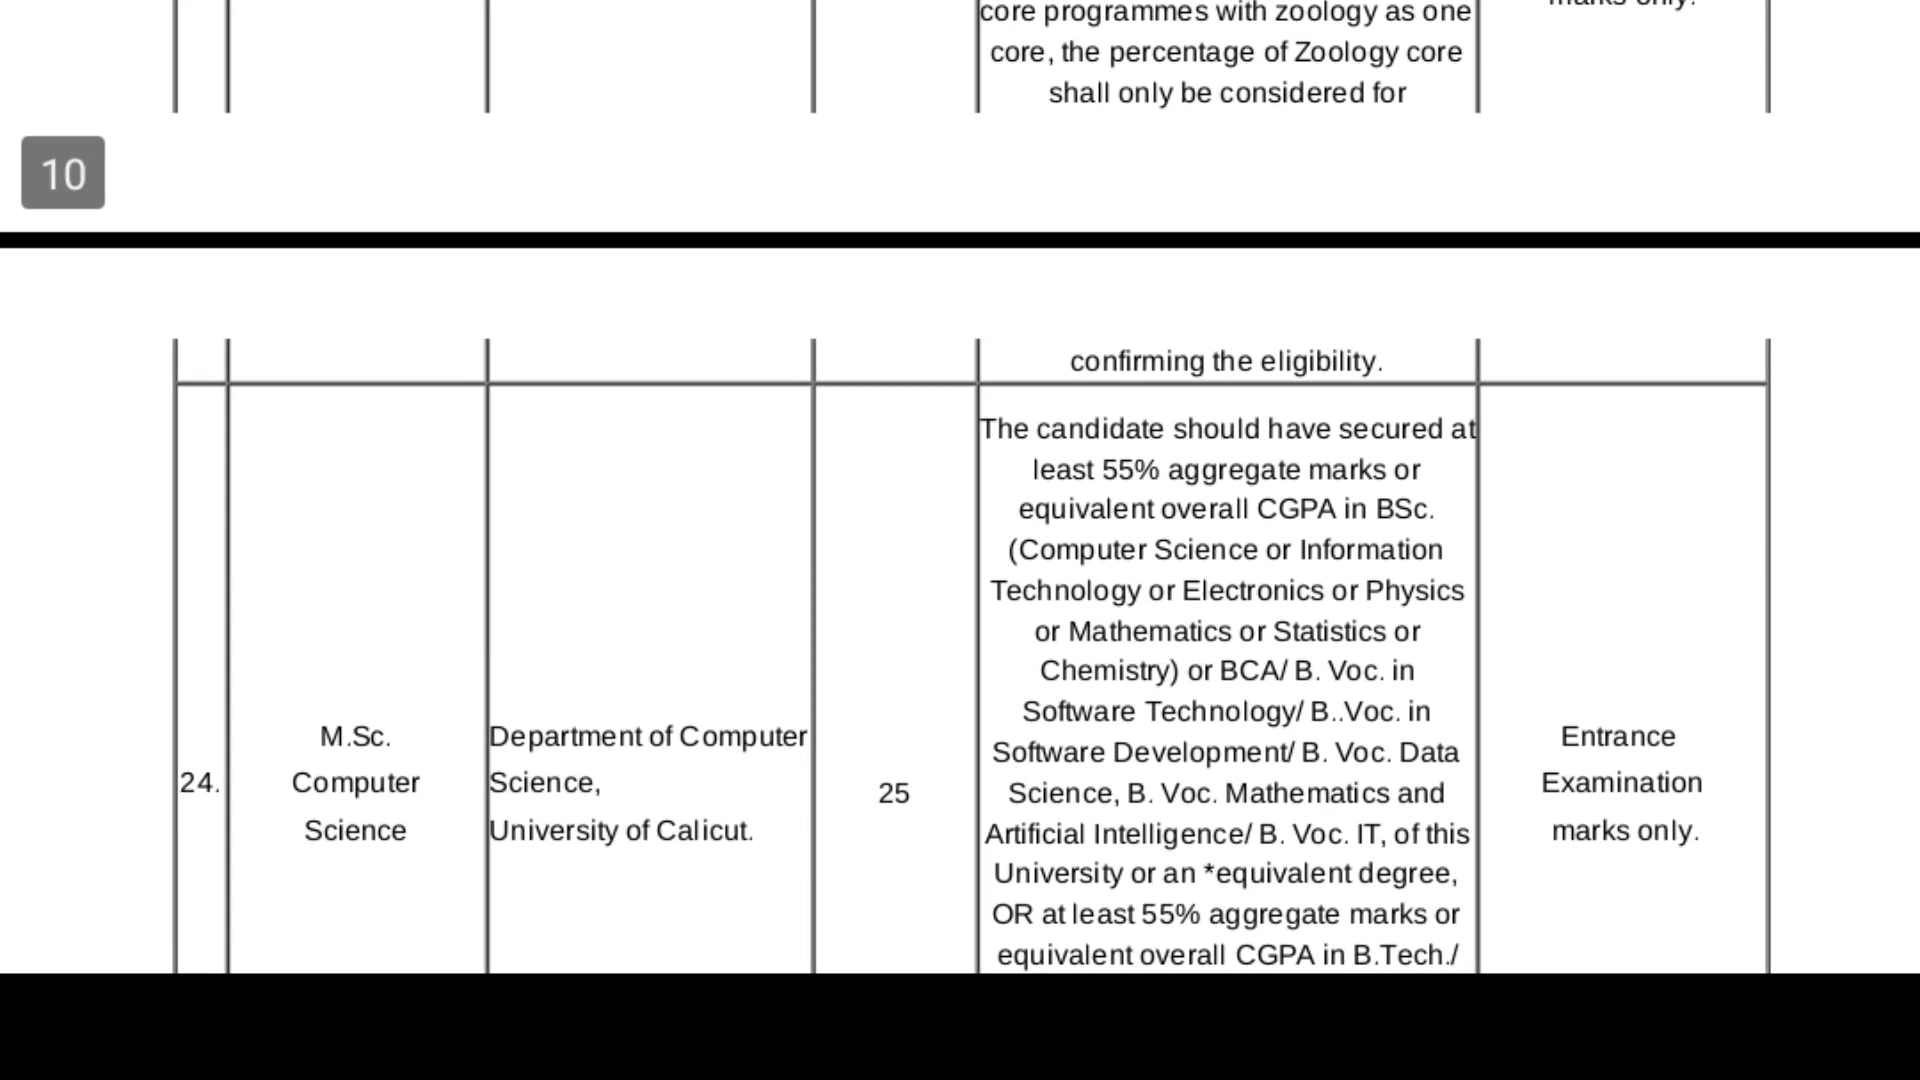 core programmes with zoology as one
core, the percentage of Zoology core
shall only be considered for
marks only.
10
confirming the eligibility.
24.
M.Sc.
Computer
Science
Department of Computer
Science,
University of Calicut.
25
The candidate should have secured at
least 55% aggregate marks or
equivalent overall CGPA in BSc.
(Computer Science or Information
Technology or Electronics or Physics
or Mathematics or Statistics or
Chemistry) or BCA/ B. Voc. in
Software Technology/ B..Voc. in
Software Development/ B. Voc. Data
Science, B. Voc. Mathematics and
Artificial Intelligence/ B. Voc. IT, of this
University or an *equivalent degree,
OR at least 55% aggregate marks or
equivalent overall CGPA in B.Tech./
Entrance
Examination
marks only.